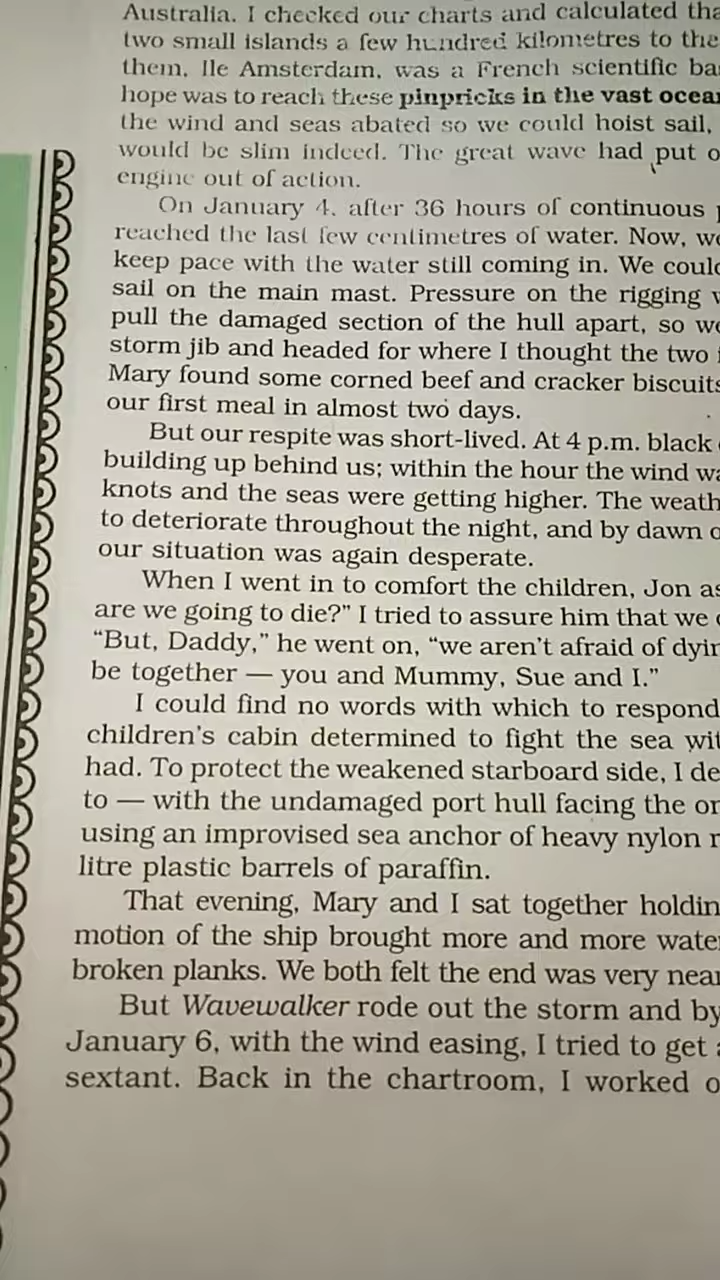 Australia. I checked our charts and calculated
two small islands a few hundred kilometres to the
them, Ile Amsterdam, was a French scientific
hope was to reach these pinpricks in the vast
the wind and seas abated so we could hoist sail,
would be slim indeed. The great wave had put
engine out of action.
On January 4, after 36 hours of continuous
reached the last few centimetres of water. Now,
keep pace with the water still coming in. We
sail on the main mast. Pressure on the rigging
pull the damaged section of the hull apart, so
storm jib and headed for where I thought the two
Mary found some corned beef and cracker biscuits
our first meal in almost two days.
But our respite was short-lived. At 4 p.m. black
building up behind us; within the hour the wind
knots and the seas were getting higher. The
to deteriorate throughout the night, and by dawn
our situation was again desperate.
When I went in to comfort the children, Jon
are we going to die?” I tried to assure him that we
“But, Daddy,” he went on, “we aren’t afraid of
be together — you and Mummy, Sue and I.”
I could find no words with which to respond
children’s cabin determined to fight the sea
had. To protect the weakened starboard side, I
to — with the undamaged port hull facing the
using an improvised sea anchor of heavy nylon
litre plastic barrels of paraffin.
That evening, Mary and I sat together
motion of the ship brought more and more
broken planks. We both felt the end was very
But Wavewalker rode out the storm and by
January 6, with the wind easing, I tried to get
sextant. Back in the chartroom, I worked